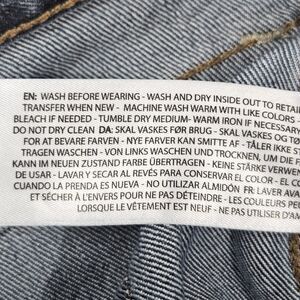 EN: WASH BEFORE WEARING - WASH AND DRY INSIDE OUT TO RETAI
TRANSFER WHEN NEW - MACHINE WASH WARM WITH LIKE COLORS -
BLEACH IF NEEDED - TUMBLE DRY MEDIUM- WARM IRON IF NECESSARY
DO NOT DRY CLEAN DA: SKAL VASKES FØR BRUG - SKAL VASKES OG TØ
FOR AT BEVARE FARVEN - NYE FARVER KAN SMITTE AF - TÅLER IKKE ST
TRAGEN WASCHEN - VON LINKS WASCHEN UND TROCKNEN, UM DIE F
KANN IM NEUEN ZUSTAND FARBE ÜBERTRAGEN - KEINE STÄRKE VERWEN
DE USAR - LAVAR Y SECAR AL REVÉS PARA CONSERVAR EL COLOR - EL CO
CUANDO LA PRENDA ES NUEVA - NO UTILIZAR ALMIDÓN FR: LAVER AVA
ET SÉCHER À L'ENVERS POUR NE PAS DÉTEINDRE - LES COULEURS PEU
LORSQUE LE VÊTEMENT EST NEUF - NE PAS UTILISER D'A